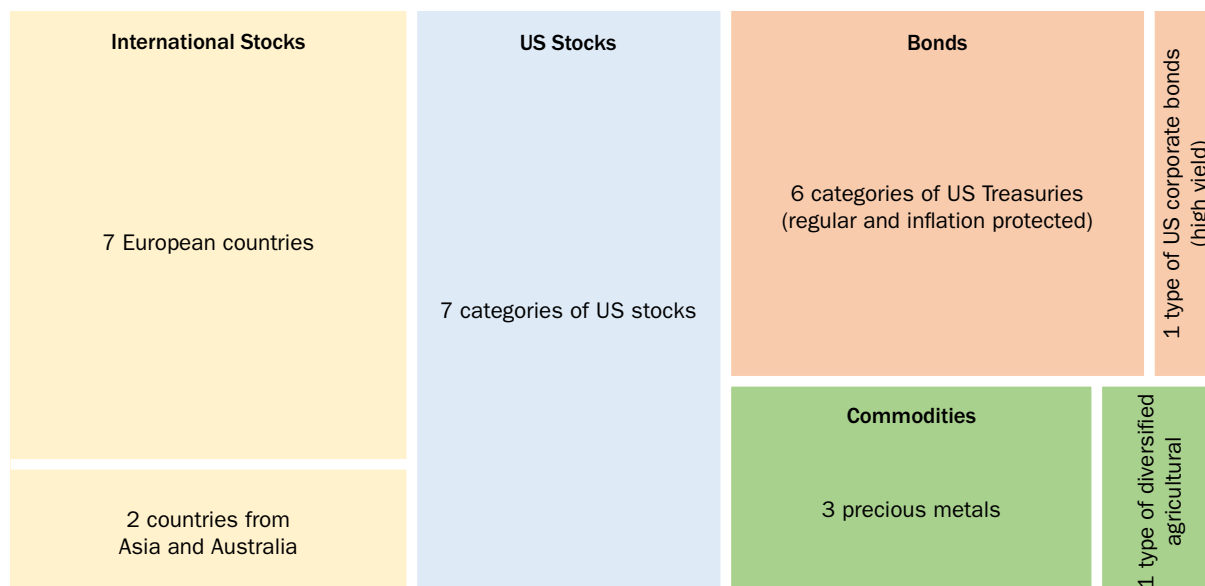 International Stocks
7 European countries
2 countries from
Asia and Australia
US Stocks
7 categories of US stocks
Bonds
6 categories of US Treasuries
(regular and inflation protected)
1 type of US corporate bonds
(high yield)
Commodities
3 precious metals
1 type of diversified
agricultural